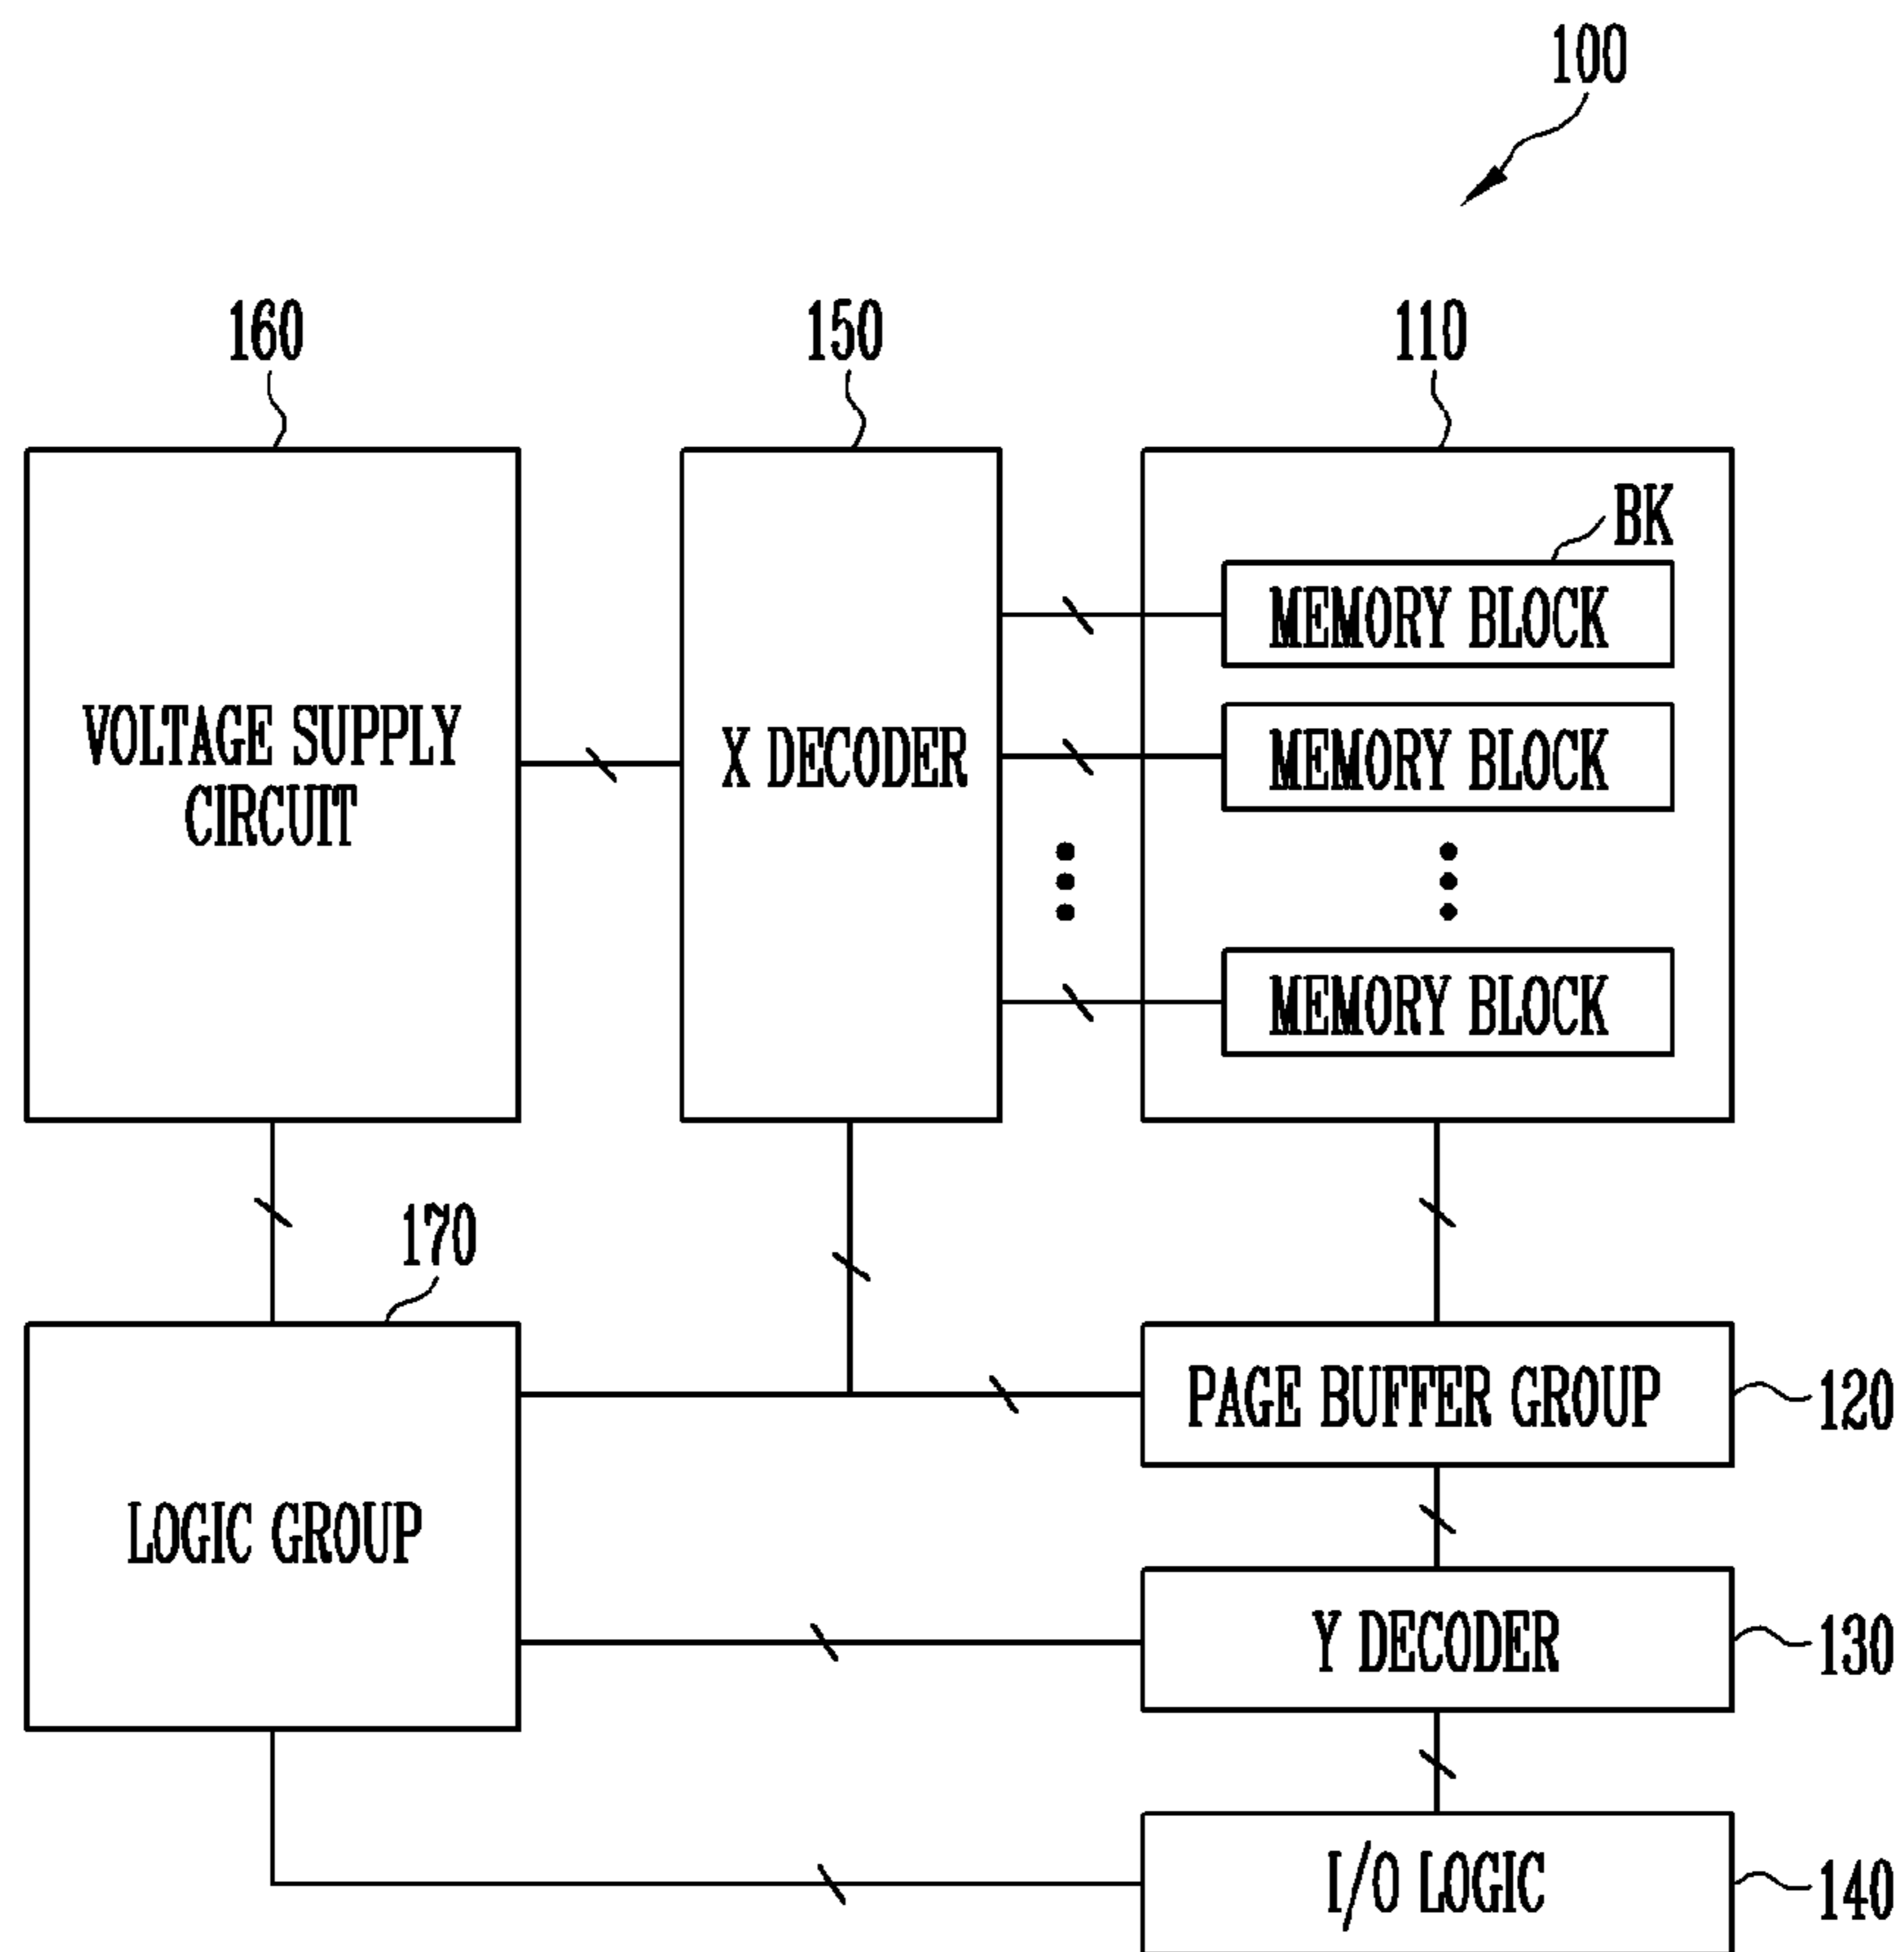 100
160
150
110
BK
MEMORY BLOCK
MEMORY BLOCK
VOLTAGE SUPPLY
CIRCUIT
X DECODER
MEMORY BLOCK
170
PAGE BUFFER GROUP
120
LOGIC GROUP
Y DECODER
130
I/O LOGIC
140